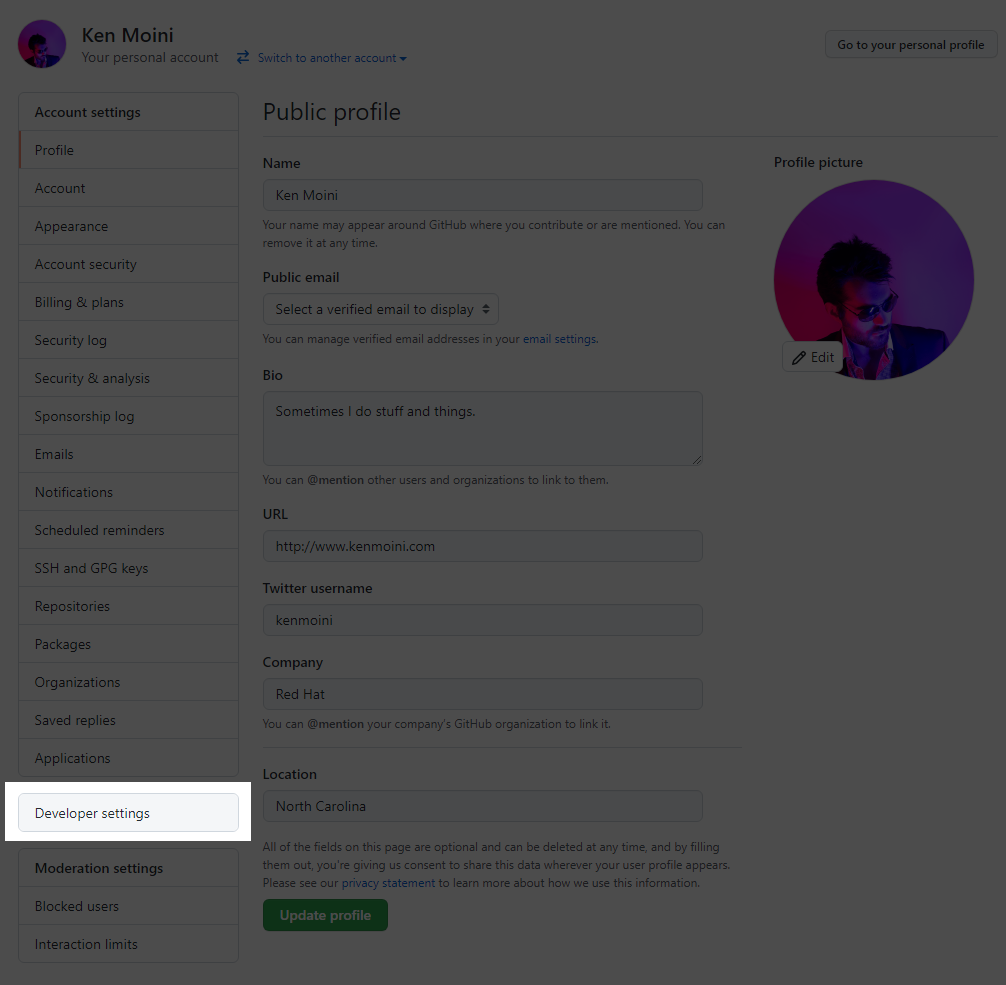 Ken Moini
Your personal account
Switch to another account
Go to your personal profile
Account settings
Profile
Account
Appearance
Account security
Billing & plans
Security log
Security & analysis
Sponsorship log
Emails
Notifications
Scheduled reminders
SSH and GPG keys
Repositories
Packages
Organizations
Saved replies
Applications
Developer settings
Moderation settings
Blocked users
Interaction limits
Public profile
Name
Ken Moini
Your name may appear around GitHub where you contribute or are mentioned. You can
remove it at any time.
Public email
Select a verified email to display
You can manage verified email addresses in your email settings.
Bio
Sometimes I do stuff and things.
You can @mention other users and organizations to link to them.
URL
http://www.kenmoini.com
Twitter username
kenmoini
Company
Red Hat
You can @mention your company's GitHub organization to link it.
Location
North Carolina
All of the fields on this page are optional and can be deleted at any time, and by filling
them out, you're giving us consent to share this data wherever your user profile appears.
Please see our privacy statement to learn more about how we use this information.
Update profile
Profile picture
Edit